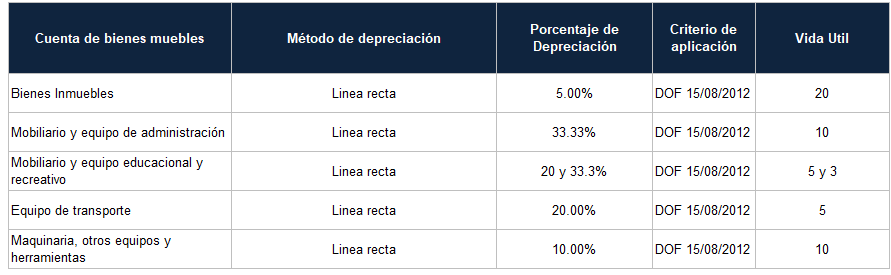 Cuenta de bienes muebles Método de depreciación Porcentaje de Depreciación Criterio de aplicación Vida Util
Bienes Inmuebles Linea recta 5.00% DOF 15/08/2012 20
Mobiliario y equipo de administración Linea recta 33.33% DOF 15/08/2012 10
Mobiliario y equipo educacional y recreativo Linea recta 20 y 33.3% DOF 15/08/2012 5 y 3
Equipo de transporte Linea recta 20.00% DOF 15/08/2012 5
Maquinaria, otros equipos y herramientas Linea recta 10.00% DOF 15/08/2012 10